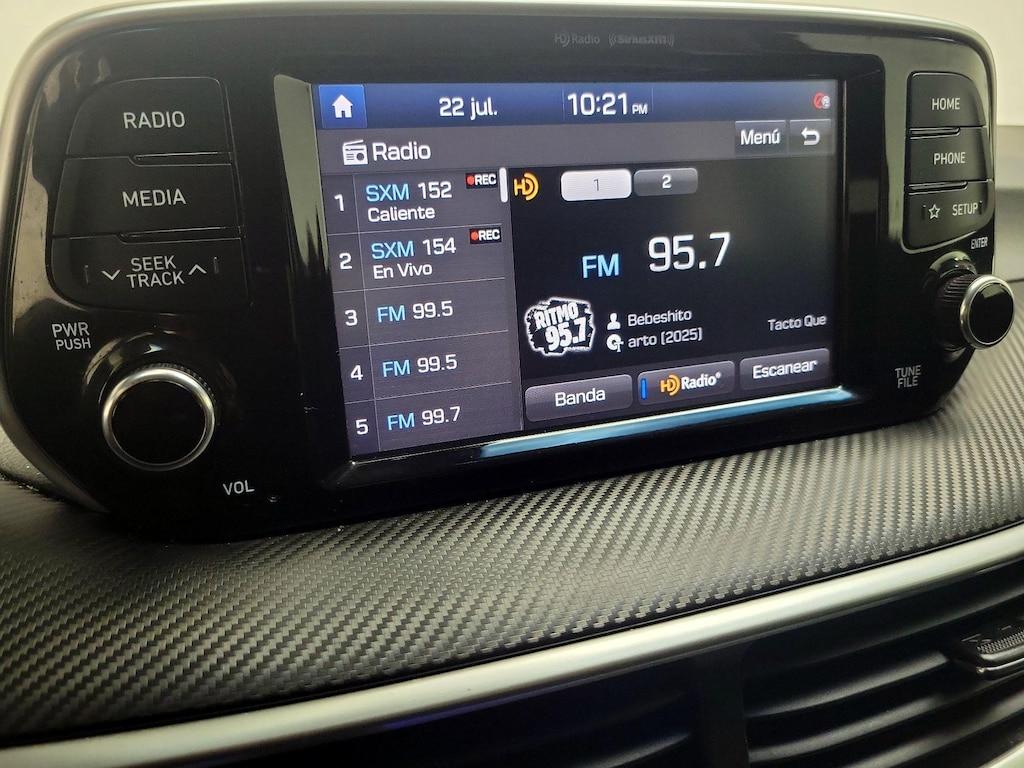 HD Radio (SiriusXM)
RADIO
MEDIA
SEEK
TRACK
PWR
PUSH
VOL
22 jul. 10:21 PM
Radio
Menú
1 SXM 152 REC
Caliente
2 SXM 154 REC
En Vivo
3 FM 99.5
4 FM 99.5
5 FM 99.7
HD 1 2
FM 95.7
RITMO
95.7
Bebeshito
arto (2025) Tacto Que
Banda HD Radio® Escanear
HOME
PHONE
SETUP
ENTER
TUNE
FILE